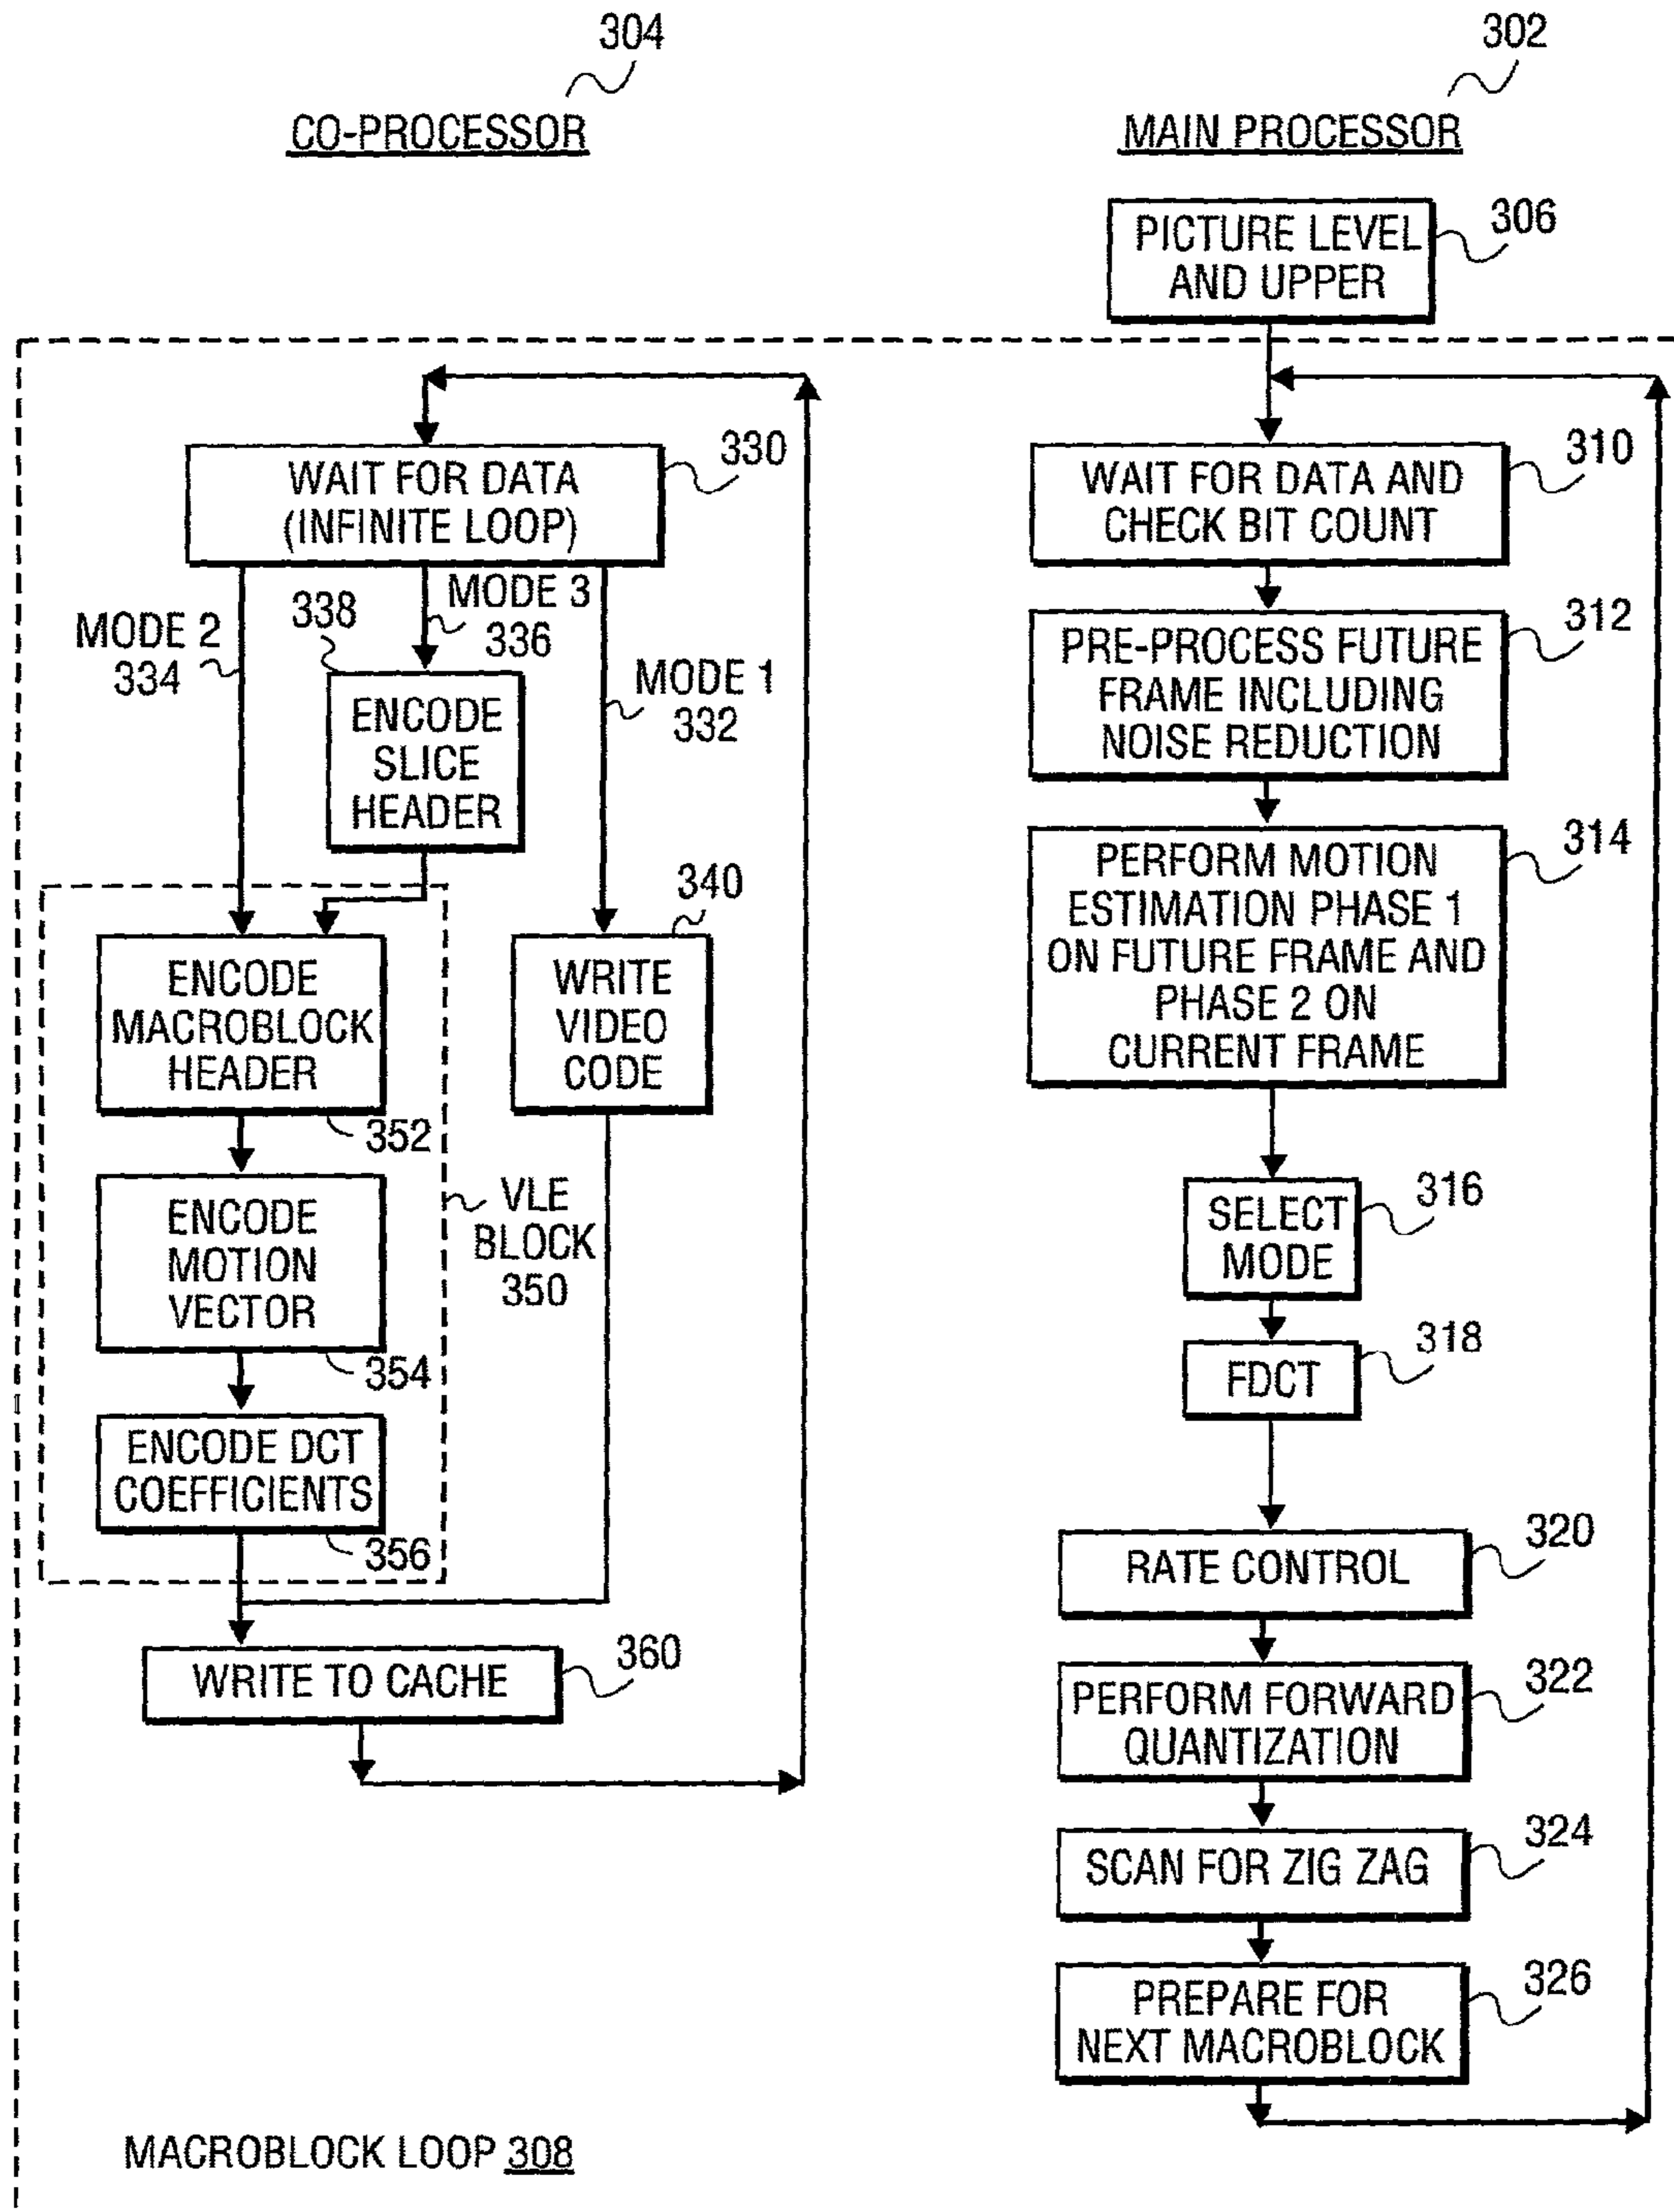 304
CO-PROCESSOR
302
MAIN PROCESSOR
PICTURE LEVEL
AND UPPER
306
WAIT FOR DATA
(INFINITE LOOP)
330
MODE 2
334
338
MODE 3
336
MODE 1
332
ENCODE
SLICE
HEADER
340
ENCODE
MACROBLOCK
HEADER
352
WRITE
VIDEO
CODE
ENCODE
MOTION
VECTOR
354
VLE
BLOCK
350
ENCODE DCT
COEFFICIENTS
356
WRITE TO CACHE
360
WAIT FOR DATA AND
CHECK BIT COUNT
310
PRE-PROCESS FUTURE
FRAME INCLUDING
NOISE REDUCTION
312
PERFORM MOTION
ESTIMATION PHASE 1
ON FUTURE FRAME AND
PHASE 2 ON
CURRENT FRAME
314
SELECT
MODE
316
FDCT
318
RATE CONTROL
320
PERFORM FORWARD
QUANTIZATION
322
SCAN FOR ZIG ZAG
324
PREPARE FOR
NEXT MACROBLOCK
326
MACROBLOCK LOOP 308